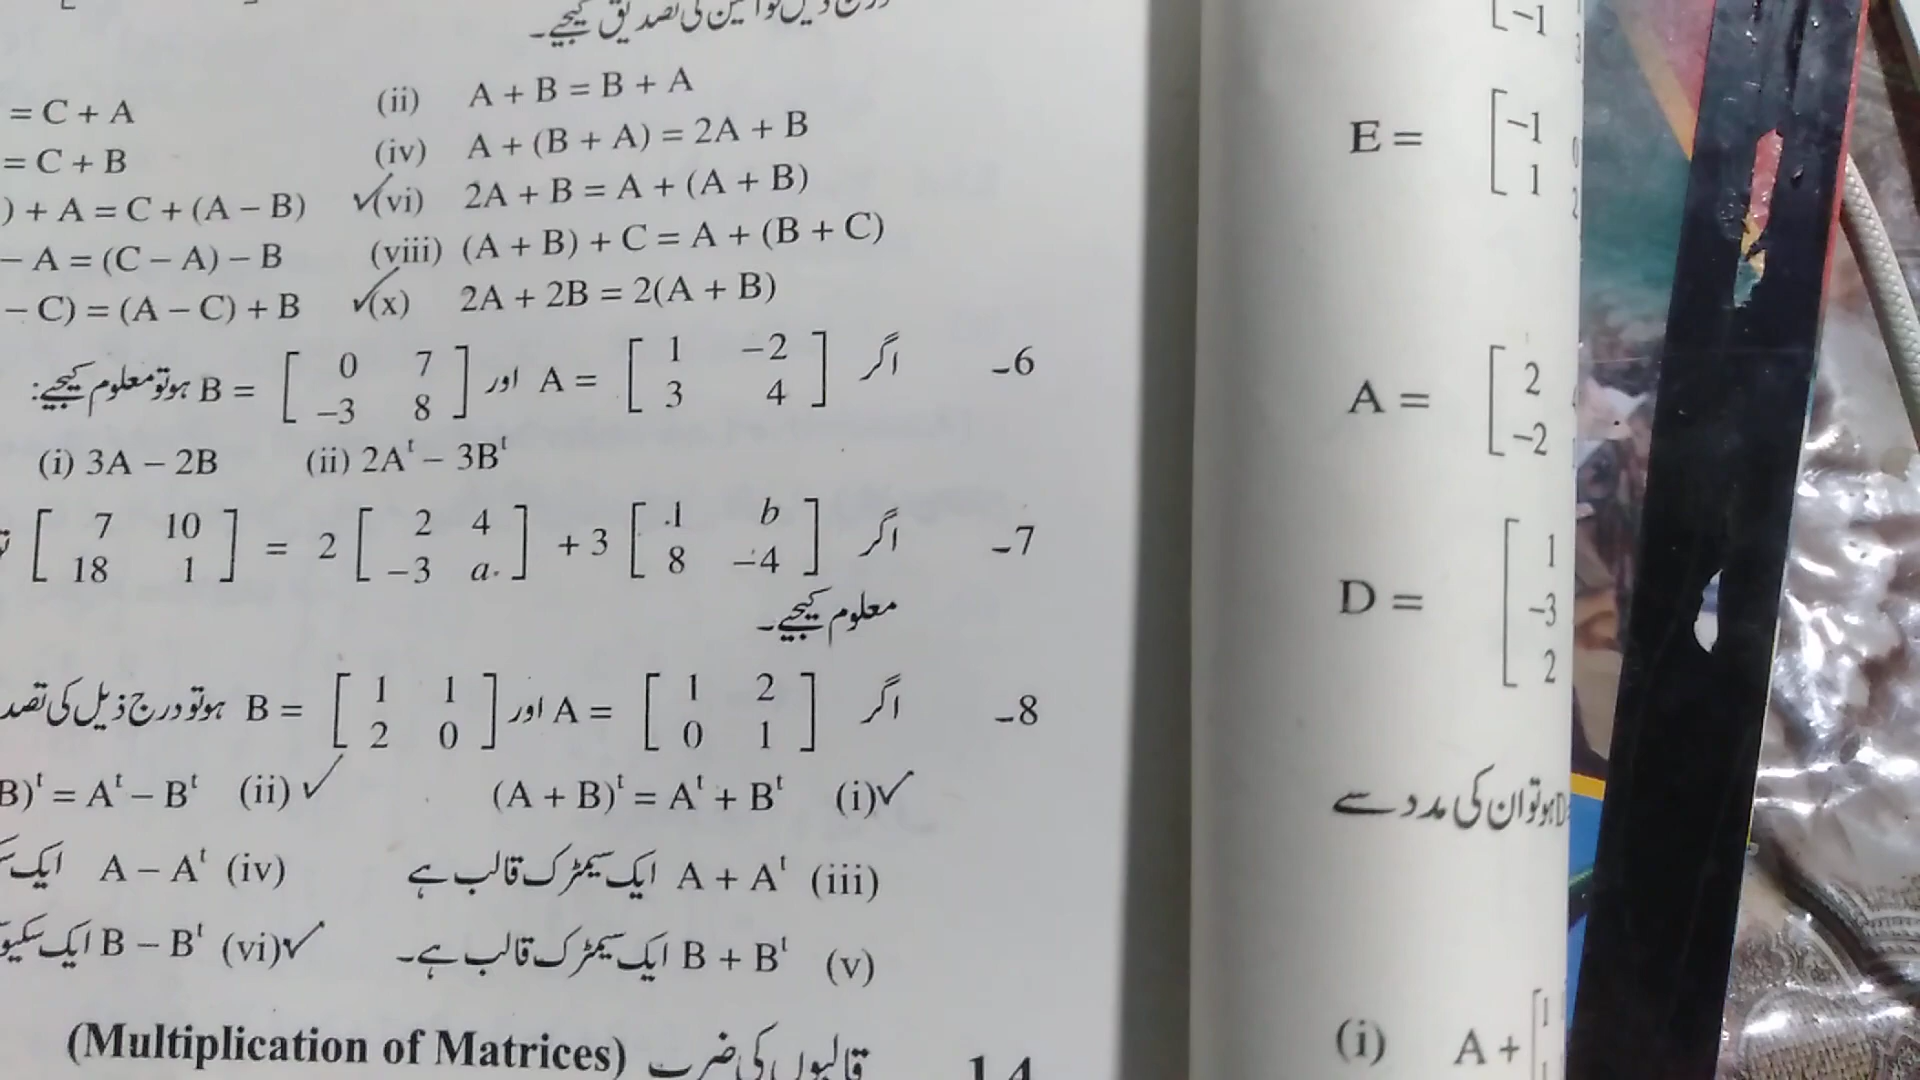 درج ذیل قوانین کی تصدیق کیجیے۔
= C + A (ii) A + B = B + A
= C + B (iv) A + (B + A) = 2A + B
) + A = C + (A − B) (vi) 2A + B = A + (A + B)
− A = (C − A) − B (viii) (A + B) + C = A + (B + C)
− C) = (A − C) + B (x) 2A + 2B = 2(A + B)
6۔ اگر A = [1 −2; 3 4] اور B = [0 7; −3 8] ہو تو معلوم کیجیے:
(i) 3A − 2B (ii) 2Aᵗ − 3Bᵗ
7۔ اگر [7 10; 18 1] = 2 [2 4; −3 a] + 3 [1 b; 8 −4]
معلوم کیجیے۔
8۔ اگر A = [1 2; 0 1] اور B = [1 1; 2 0] ہو تو درج ذیل کی
(i) (A + B)ᵗ = Aᵗ + Bᵗ (ii) B)ᵗ = Aᵗ − Bᵗ
(iii) A + Aᵗ ایک سیمٹرک قالب ہے (iv) A − Aᵗ ایک
(v) B + Bᵗ ایک سیمٹرک قالب ہے۔ (vi) B − Bᵗ ایک
1.4 قالبوں کی ضرب (Multiplication of Matrices)
−1
E = [−1; 1
A = [2; −2
D = [1; −3; 2
D ہو تو ان کی مدد سے
(i) A + [1